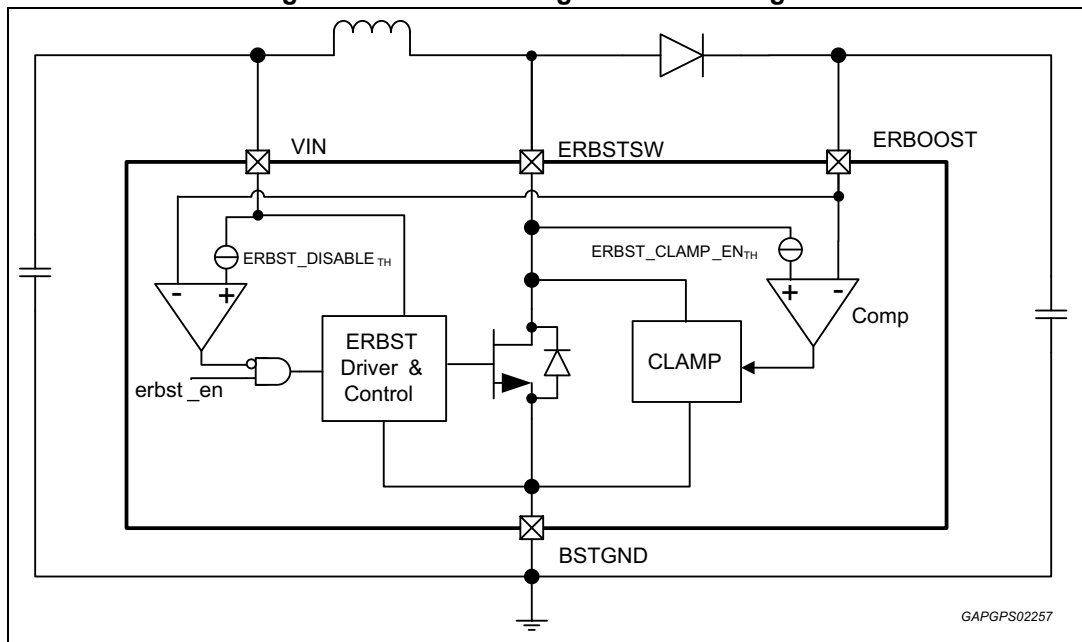 VIN
ERBSTSW
ERBOOST
ERBST_DISABLE TH
ERBST_CLAMP_EN TH
- +
+ -
Comp
ERBST
Driver &
Control
CLAMP
erbst _en
BSTGND
GAPGPS02257